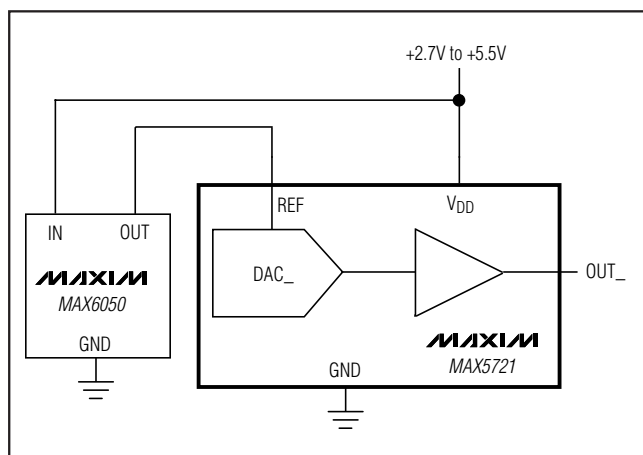 +2.7V to +5.5V
REF
VDD
IN
OUT
MAXIM
MAX6050
GND
DAC_
OUT_
MAXIM
MAX5721
GND